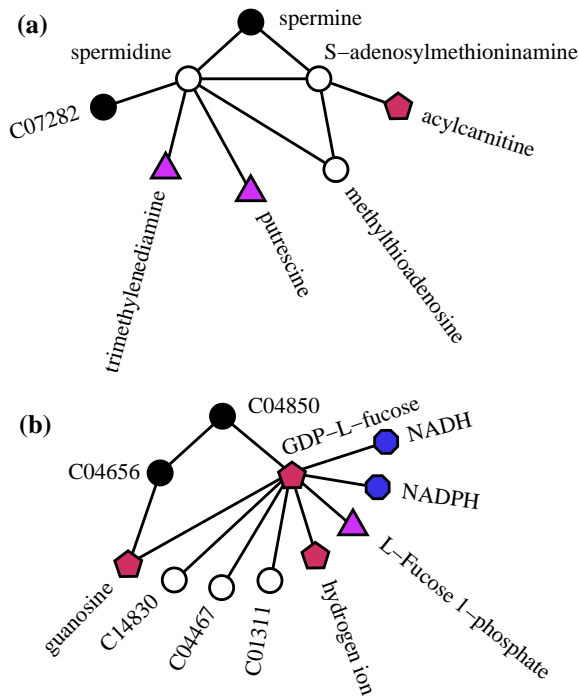 (a)
spermine
spermidine
S−adenosylmethioninamine
C07282
acylcarnitine
trimethylenediamine
putrescine
methylthioadenosine
(b)
C04850
GDP−L−fucose
NADH
C04656
NADPH
L−Fucose 1−phosphate
guanosine
C14830
C04467
C01311
hydrogen ion